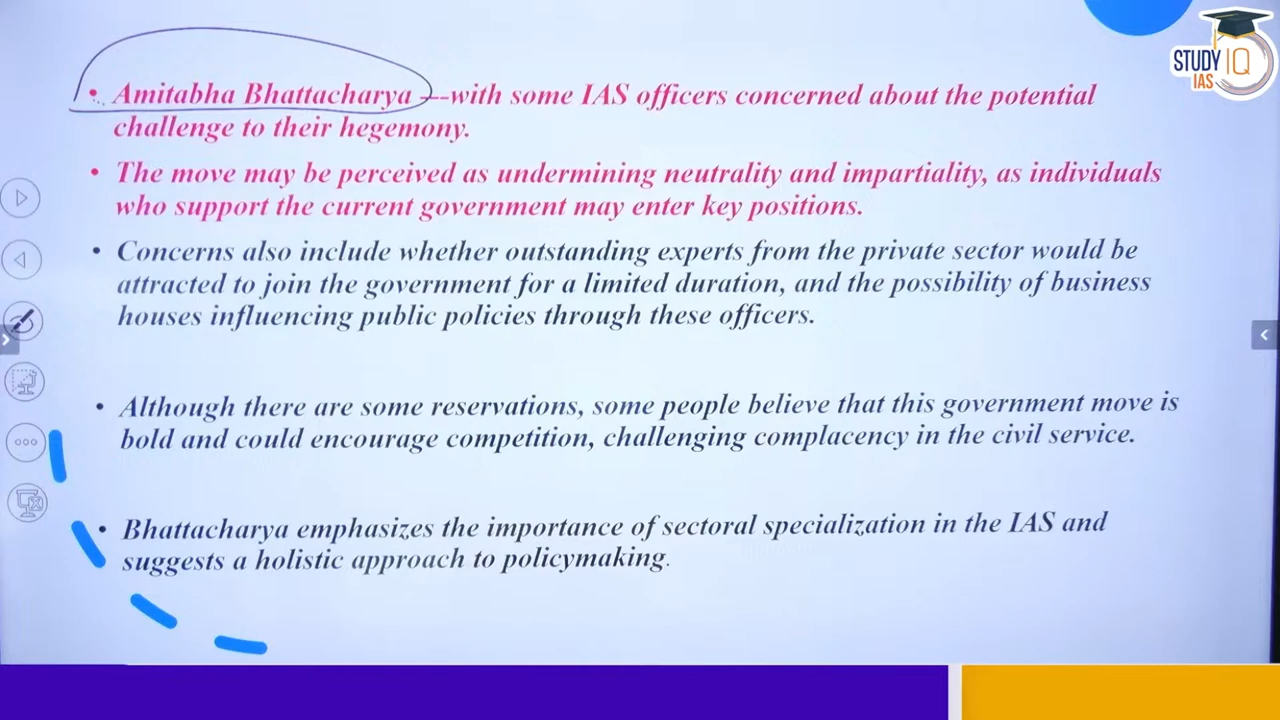 STUDY IQ
IAS
• Amitabha Bhattacharya ---with some IAS officers concerned about the potential
challenge to their hegemony.
• The move may be perceived as undermining neutrality and impartiality, as individuals
who support the current government may enter key positions.
• Concerns also include whether outstanding experts from the private sector would be
attracted to join the government for a limited duration, and the possibility of business
houses influencing public policies through these officers.
• Although there are some reservations, some people believe that this government move is
bold and could encourage competition, challenging complacency in the civil service.
• Bhattacharya emphasizes the importance of sectoral specialization in the IAS and
suggests a holistic approach to policymaking.